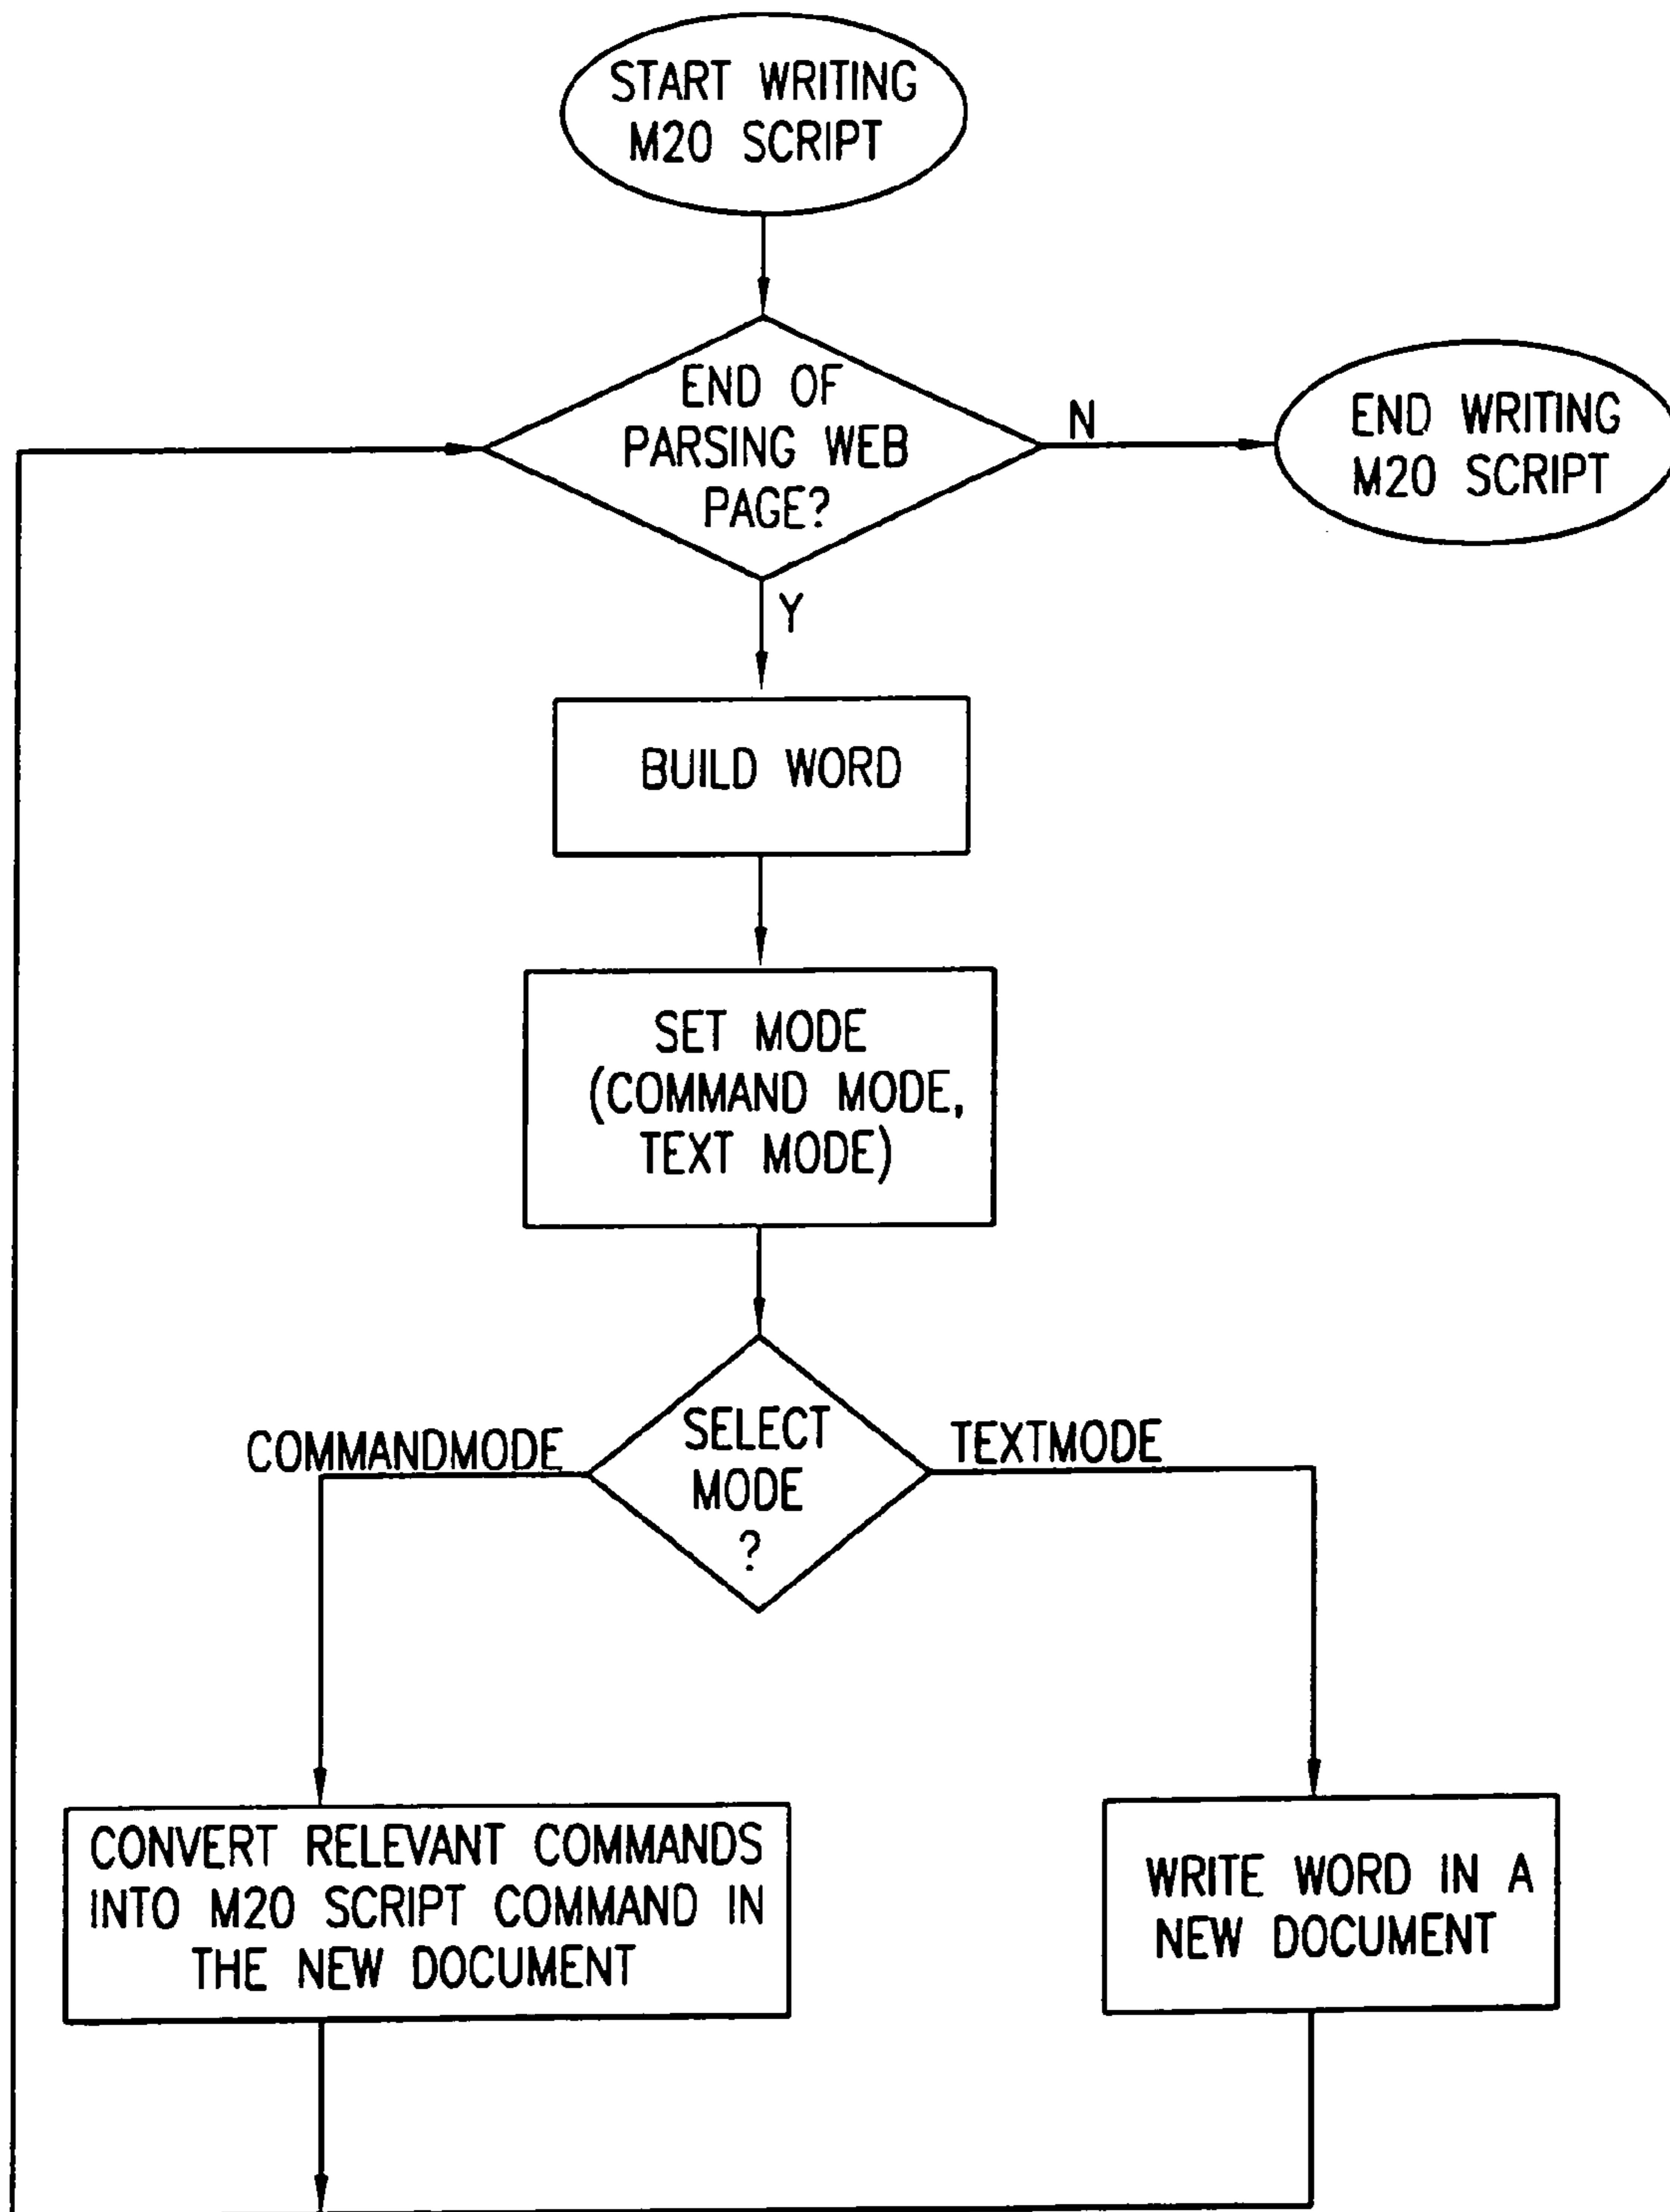 START WRITING
M20 SCRIPT
END OF
PARSING WEB
PAGE?
N
END WRITING
M20 SCRIPT
Y
BUILD WORD
SET MODE
(COMMAND MODE,
TEXT MODE)
SELECT
MODE
?
COMMANDMODE
TEXTMODE
CONVERT RELEVANT COMMANDS
INTO M20 SCRIPT COMMAND IN
THE NEW DOCUMENT
WRITE WORD IN A
NEW DOCUMENT